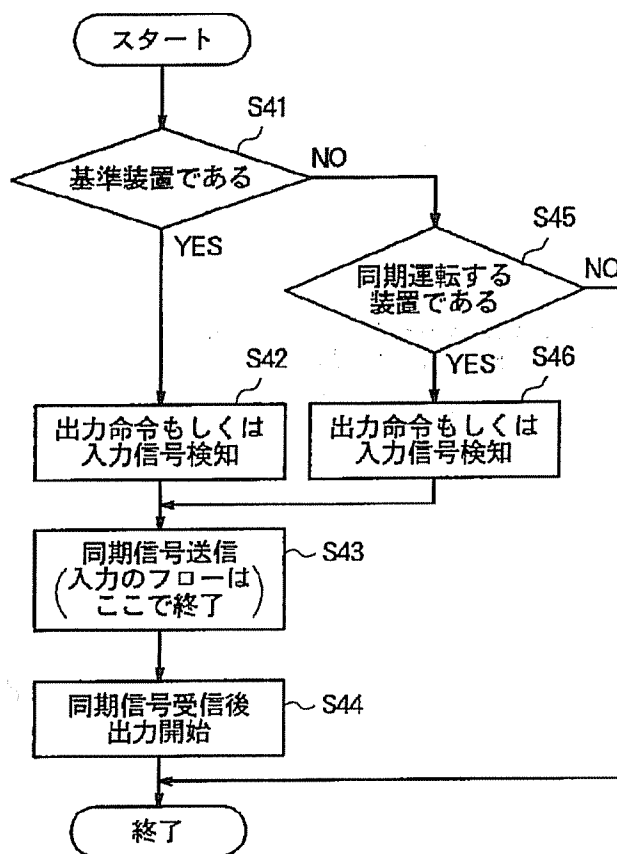 スタート
S41
基準装置である
NO
YES
S45
同期運転する
装置である
NO
YES
S42
出力命令もしくは
入力信号検知
S46
出力命令もしくは
入力信号検知
同期信号送信
(入力のフローは
ここで終了)
S43
同期信号受信後
出力開始
S44
終了